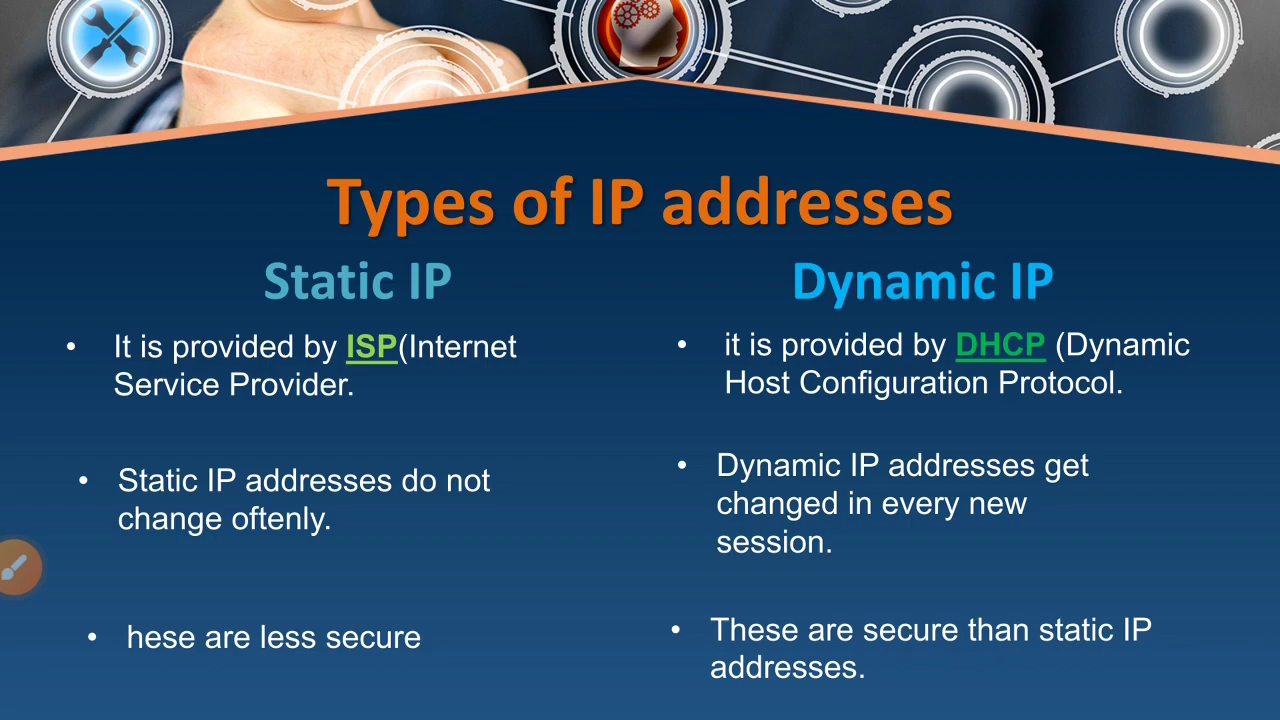 Types of IP addresses
Static IP
• It is provided by ISP(Internet
Service Provider.
• Static IP addresses do not
change oftenly.
• hese are less secure
Dynamic IP
• it is provided by DHCP (Dynamic
Host Configuration Protocol.
• Dynamic IP addresses get
changed in every new
session.
• These are secure than static IP
addresses.